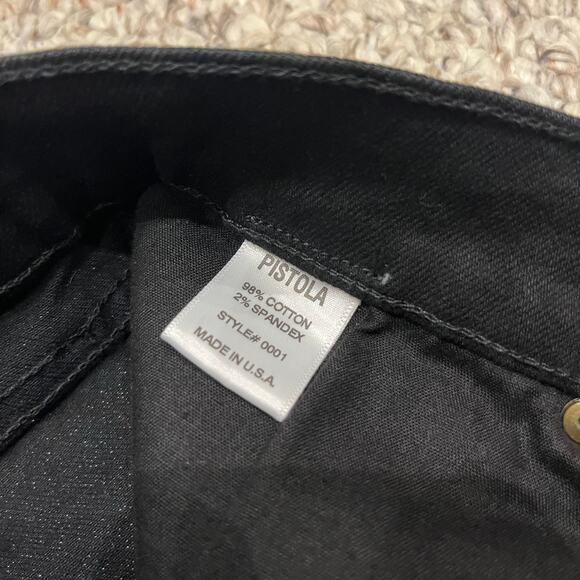 PISTOLA
98% COTTON
2% SPANDEX
STYLE# 0001
MADE IN U.S.A.